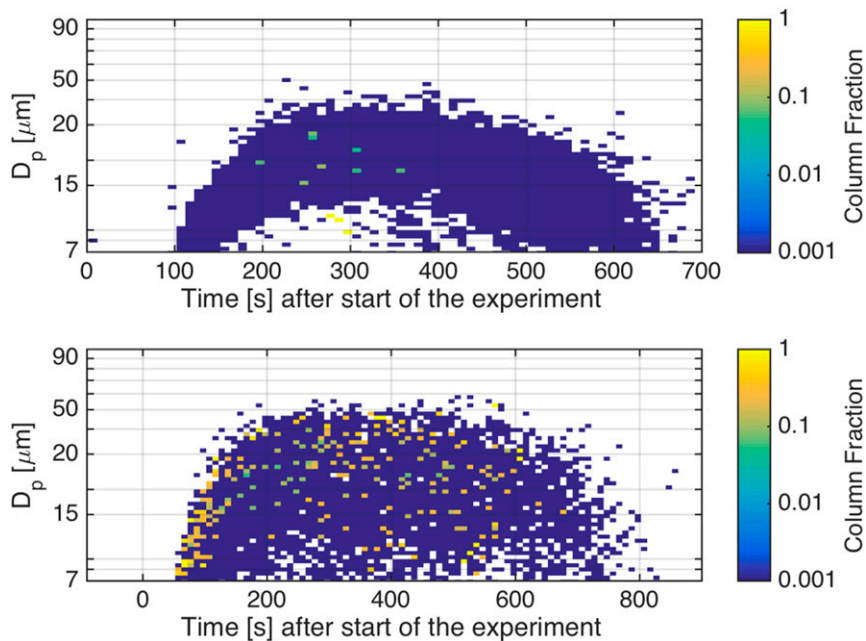 90
50
20
15
7
D_p [μm]
0 100 200 300 400 500 600 700
Time [s] after start of the experiment
1
0.1
0.01
0.001
Column Fraction
90
50
20
15
7
D_p [μm]
0 200 400 600 800
Time [s] after start of the experiment
1
0.1
0.01
0.001
Column Fraction